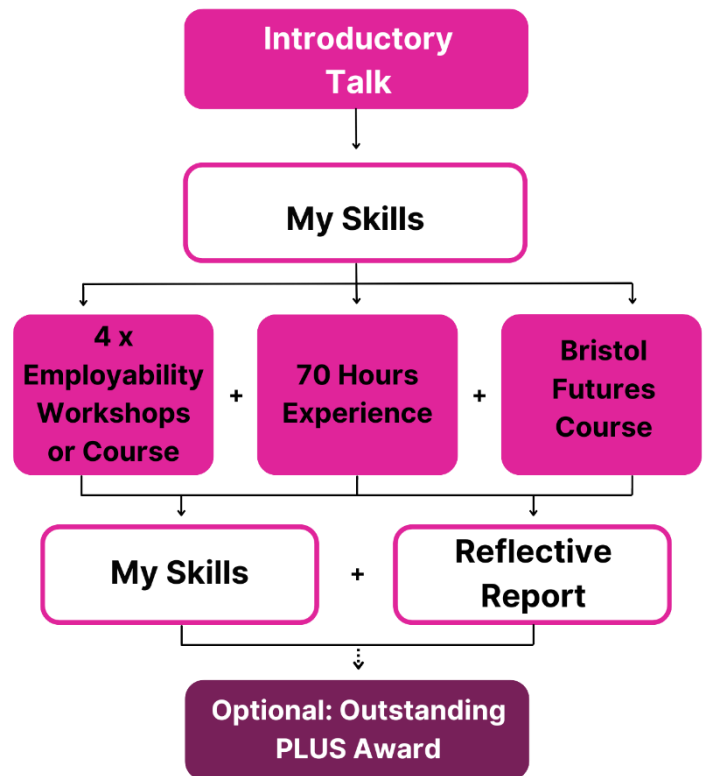 Introductory
Talk
My Skills
4 x
Employability
Workshops
or Course
+
70 Hours
Experience
+
Bristol
Futures
Course
My Skills
+
Reflective
Report
Optional: Outstanding
PLUS Award